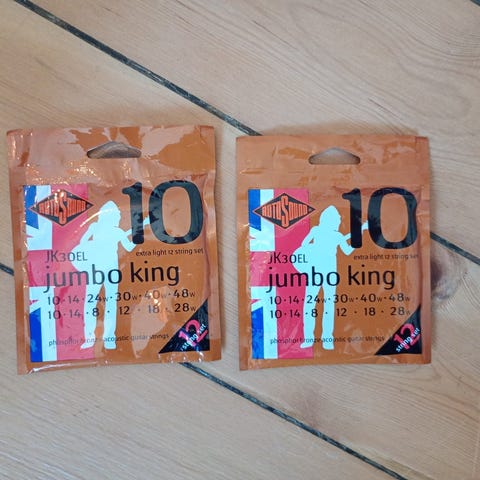 ROTOSOUND
10
extra light 12 string set
JK30EL
jumbo king
10•14•24w•30w•40w•48w
10•14•8•12•18•28w
12
string set
phosphor bronze acoustic guitar strings
ROTOSOUND
10
extra light 12 string set
JK30EL
jumbo king
10•14•24w•30w•40w•48w
10•14•8•12•18•28w
12
string set
phosphor bronze acoustic guitar strings